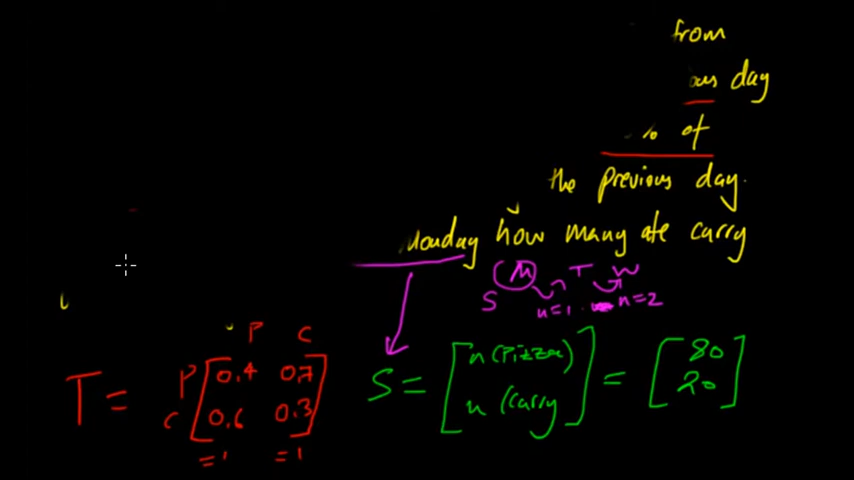 from
day
% of
the previous day.
Monday how many ate carry
M T W
S n=1 n=2
P C
T = P [0.4 0.7] S = [n(Pizza)] = [80]
C [0.6 0.3] [n(carry] [20]
=1 =1